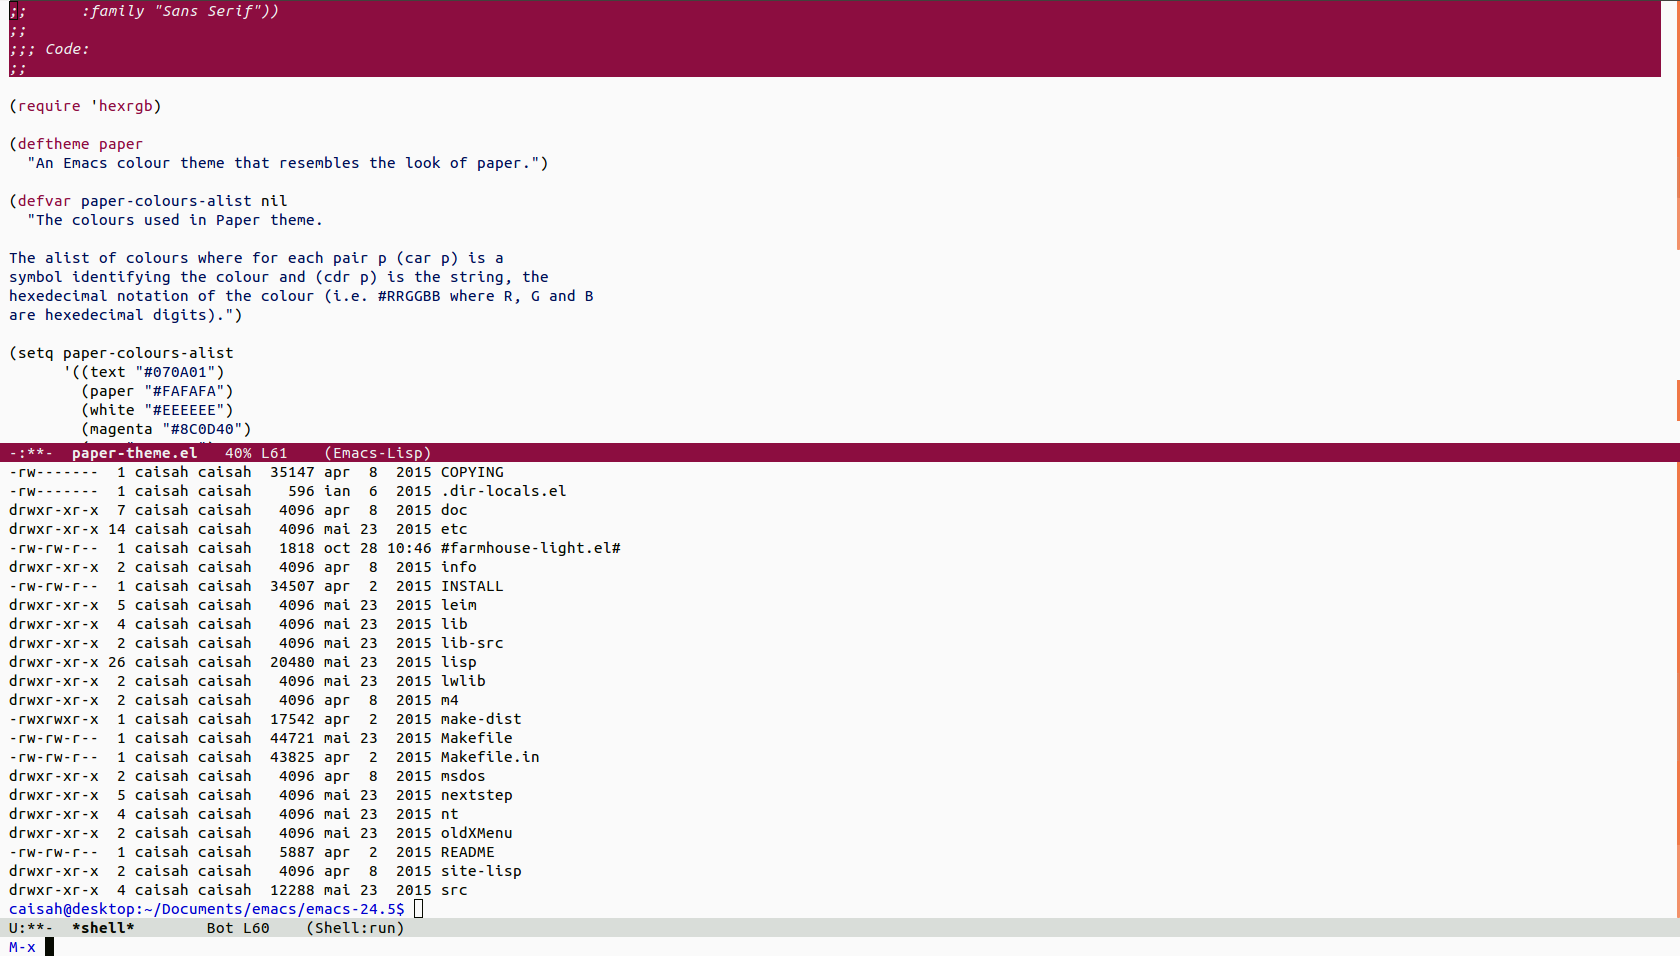 ;;      :family "Sans Serif"))
;;
;;; Code:
;;

(require 'hexrgb)

(deftheme paper
  "An Emacs colour theme that resembles the look of paper.")

(defvar paper-colours-alist nil
  "The colours used in Paper theme.

The alist of colours where for each pair p (car p) is a
symbol identifying the colour and (cdr p) is the string, the
hexedecimal notation of the colour (i.e. #RRGGBB where R, G and B
are hexedecimal digits).")

(setq paper-colours-alist
      '((text "#070A01")
        (paper "#FAFAFA")
        (white "#EEEEEE")
        (magenta "#8C0D40")
-:**-  paper-theme.el   40% L61    (Emacs-Lisp)
-rw-------  1 caisah caisah  35147 apr  8  2015 COPYING
-rw-------  1 caisah caisah    596 ian  6  2015 .dir-locals.el
drwxr-xr-x  7 caisah caisah   4096 apr  8  2015 doc
drwxr-xr-x 14 caisah caisah   4096 mai 23  2015 etc
-rw-rw-r--  1 caisah caisah   1818 oct 28 10:46 #farmhouse-light.el#
drwxr-xr-x  2 caisah caisah   4096 apr  8  2015 info
-rw-rw-r--  1 caisah caisah  34507 apr  2  2015 INSTALL
drwxr-xr-x  5 caisah caisah   4096 mai 23  2015 leim
drwxr-xr-x  4 caisah caisah   4096 mai 23  2015 lib
drwxr-xr-x  2 caisah caisah   4096 mai 23  2015 lib-src
drwxr-xr-x 26 caisah caisah  20480 mai 23  2015 lisp
drwxr-xr-x  2 caisah caisah   4096 mai 23  2015 lwlib
drwxr-xr-x  2 caisah caisah   4096 apr  8  2015 m4
-rwxrwxr-x  1 caisah caisah  17542 apr  2  2015 make-dist
-rw-rw-r--  1 caisah caisah  44721 mai 23  2015 Makefile
-rw-rw-r--  1 caisah caisah  43825 apr  2  2015 Makefile.in
drwxr-xr-x  2 caisah caisah   4096 apr  8  2015 msdos
drwxr-xr-x  5 caisah caisah   4096 mai 23  2015 nextstep
drwxr-xr-x  4 caisah caisah   4096 mai 23  2015 nt
drwxr-xr-x  2 caisah caisah   4096 mai 23  2015 oldXMenu
-rw-rw-r--  1 caisah caisah   5887 apr  2  2015 README
drwxr-xr-x  2 caisah caisah   4096 apr  8  2015 site-lisp
drwxr-xr-x  4 caisah caisah  12288 mai 23  2015 src
caisah@desktop:~/Documents/emacs/emacs-24.5$
U:**-  *shell*        Bot L60    (Shell:run)
M-x